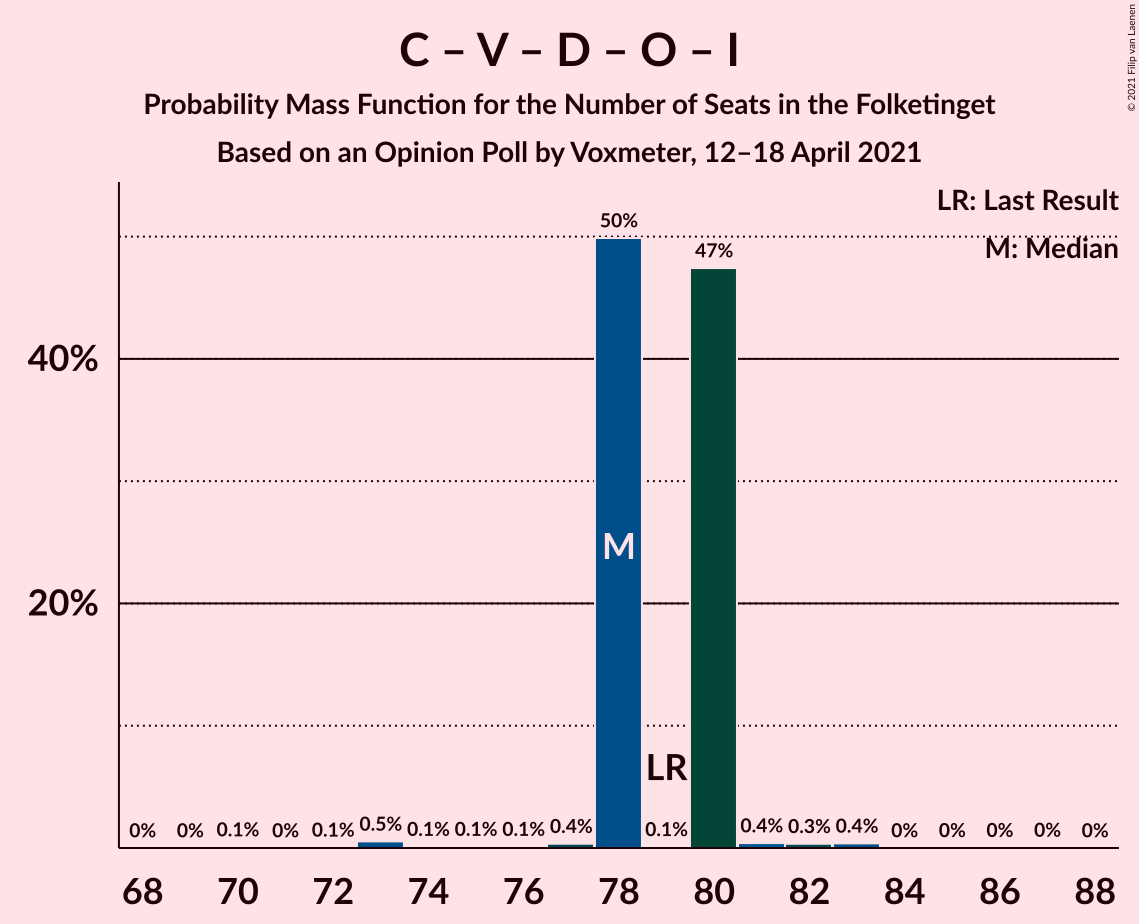 C – V – D – O – I
Probability Mass Function for the Number of Seats in the Folketinget
Based on an Opinion Poll by Voxmeter, 12–18 April 2021
© 2021 Filip van Laenen
LR: Last Result
M: Median
50%
47%
40%
M
20%
LR
0% 0% 0.1% 0% 0.1% 0.5% 0.1% 0.1% 0.1% 0.4% 0.1% 0.4% 0.3% 0.4% 0% 0% 0% 0% 0%
68 70 72 74 76 78 80 82 84 86 88